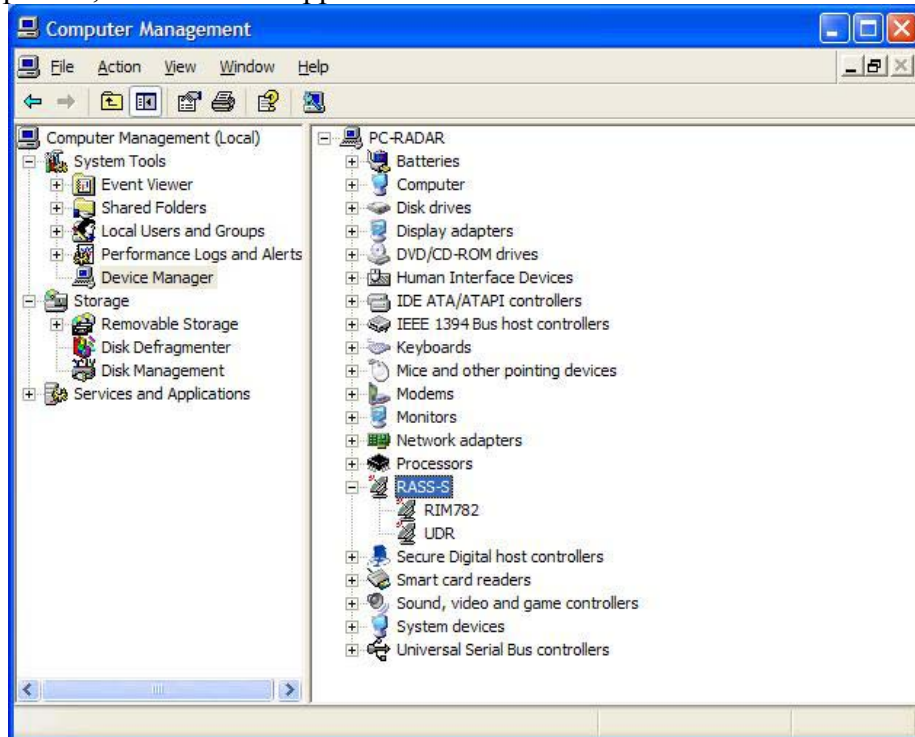 Computer Management
File Action View Window Help
Computer Management (Local)
System Tools
Event Viewer
Shared Folders
Local Users and Groups
Performance Logs and Alerts
Device Manager
Storage
Removable Storage
Disk Defragmenter
Disk Management
Services and Applications
PC-RADAR
Batteries
Computer
Disk drives
Display adapters
DVD/CD-ROM drives
Human Interface Devices
IDE ATA/ATAPI controllers
IEEE 1394 Bus host controllers
Keyboards
Mice and other pointing devices
Modems
Monitors
Network adapters
Processors
RASS-S
RIM782
UDR
Secure Digital host controllers
Smart card readers
Sound, video and game controllers
System devices
Universal Serial Bus controllers